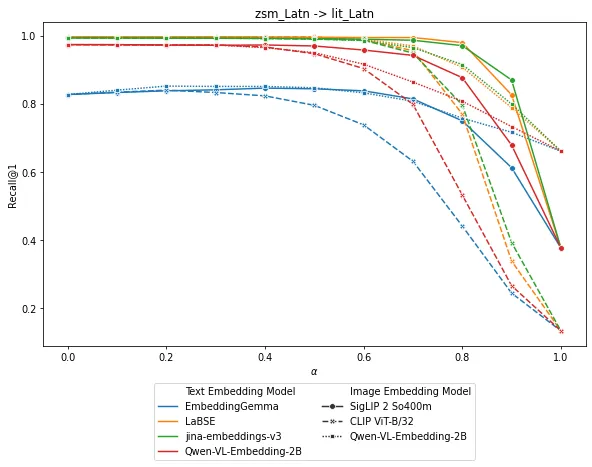 zsm_Latn -> lit_Latn
1.0
0.8
0.6
0.4
0.2
Recall@1
0.0 0.2 0.4 0.6 0.8 1.0
α
Text Embedding Model Image Embedding Model
EmbeddingGemma SigLIP 2 So400m
LaBSE CLIP ViT-B/32
jina-embeddings-v3 Qwen-VL-Embedding-2B
Qwen-VL-Embedding-2B